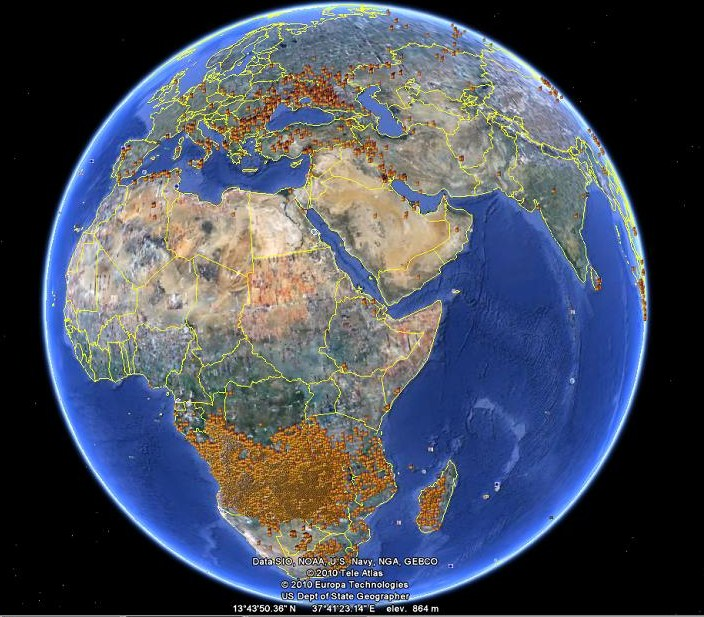 Data SIO, NOAA, U.S. Navy, NGA, GEBCO
© 2010 Tele Atlas
© 2010 Europa Technologies
US Dept of State Geographer
13°43'50.36" N 37°41'23.14" E elev. 864 m